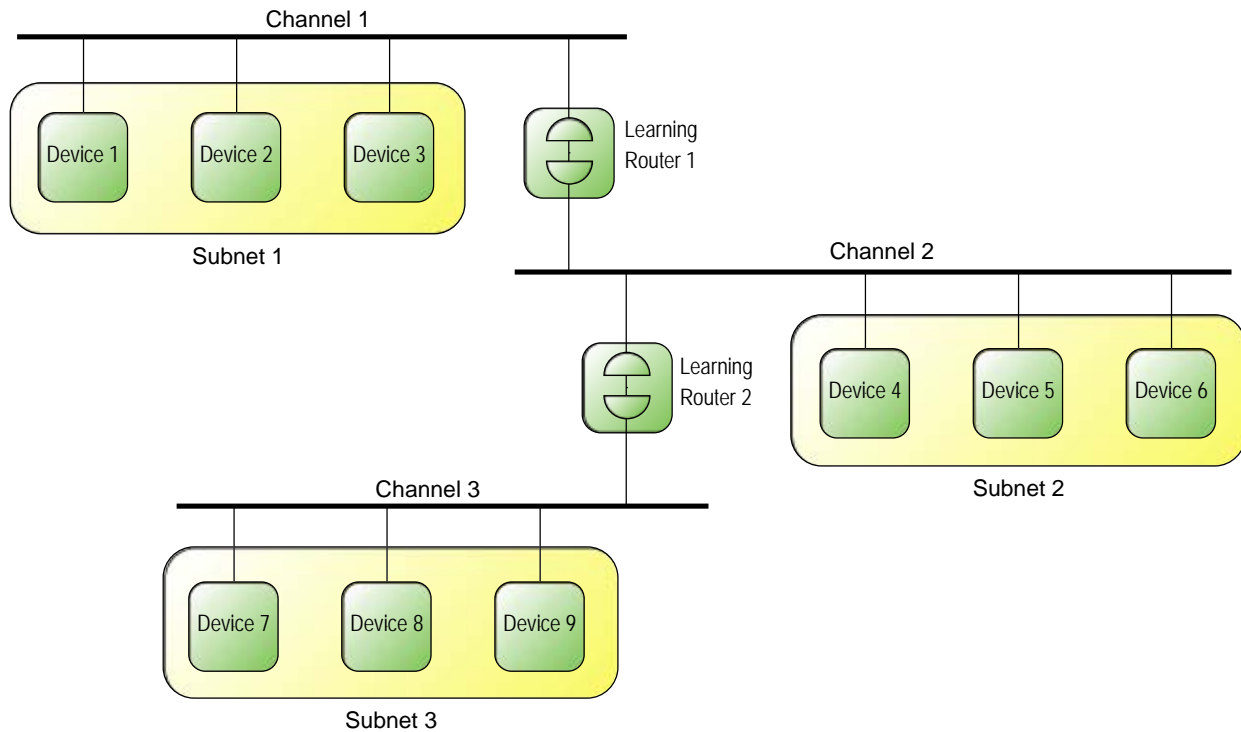 Channel 1
Device 1
Device 2
Device 3
Learning
Router 1
Subnet 1
Channel 2
Learning
Router 2
Device 4
Device 5
Device 6
Channel 3
Subnet 2
Device 7
Device 8
Device 9
Subnet 3